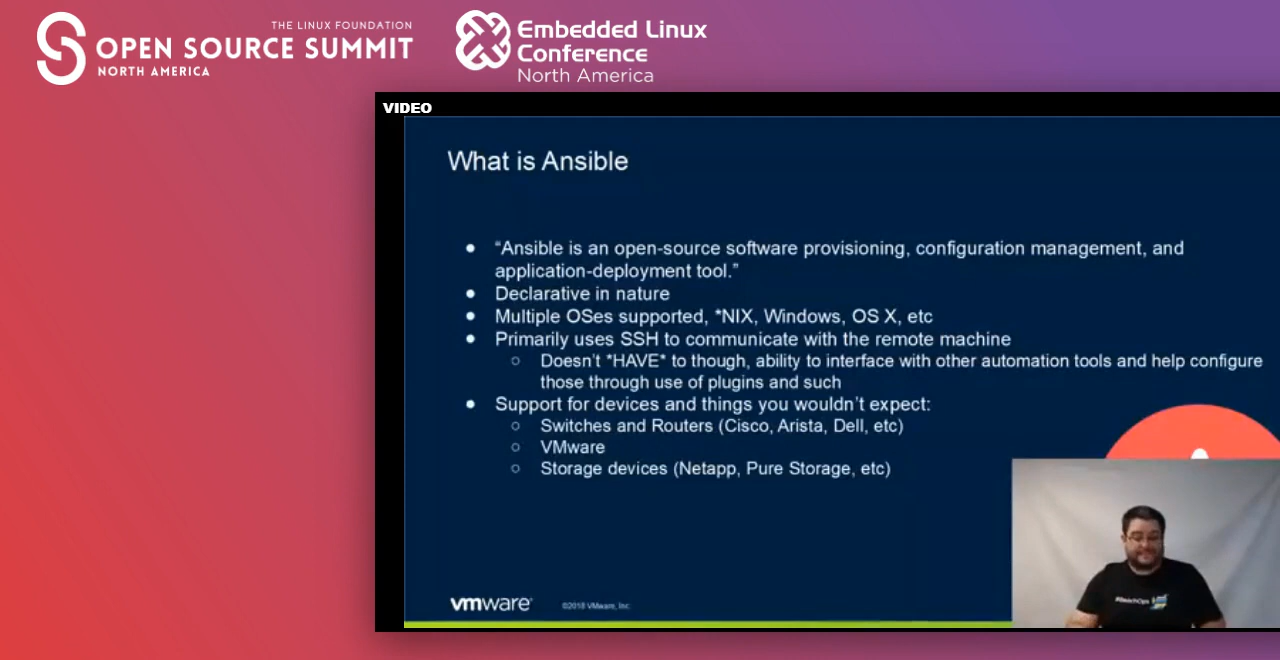 THE LINUX FOUNDATION
OPEN SOURCE SUMMIT
NORTH AMERICA
Embedded Linux
Conference
North America
VIDEO
What is Ansible
● “Ansible is an open-source software provisioning, configuration management, and
application-deployment tool.”
● Declarative in nature
● Multiple OSes supported, *NIX, Windows, OS X, etc
● Primarily uses SSH to communicate with the remote machine
○ Doesn’t *HAVE* to though, ability to interface with other automation tools and help configure
those through use of plugins and such
● Support for devices and things you wouldn’t expect:
○ Switches and Routers (Cisco, Arista, Dell, etc)
○ VMware
○ Storage devices (Netapp, Pure Storage, etc)
vmware
©2018 VMware, Inc.